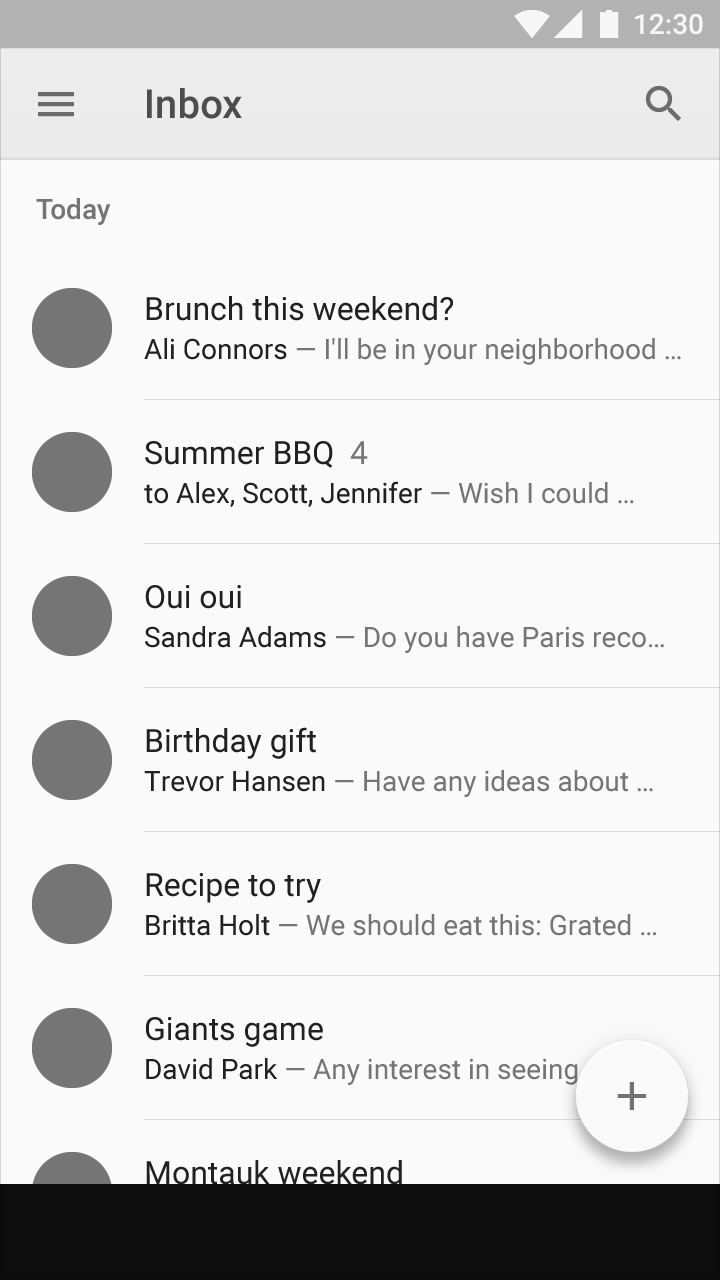 12:30
Inbox
Today
Brunch this weekend?
Ali Connors — I'll be in your neighborhood ...
Summer BBQ 4
to Alex, Scott, Jennifer — Wish I could ...
Oui oui
Sandra Adams — Do you have Paris reco...
Birthday gift
Trevor Hansen — Have any ideas about ...
Recipe to try
Britta Holt — We should eat this: Grated ...
Giants game
David Park — Any interest in seeing
Montauk weekend